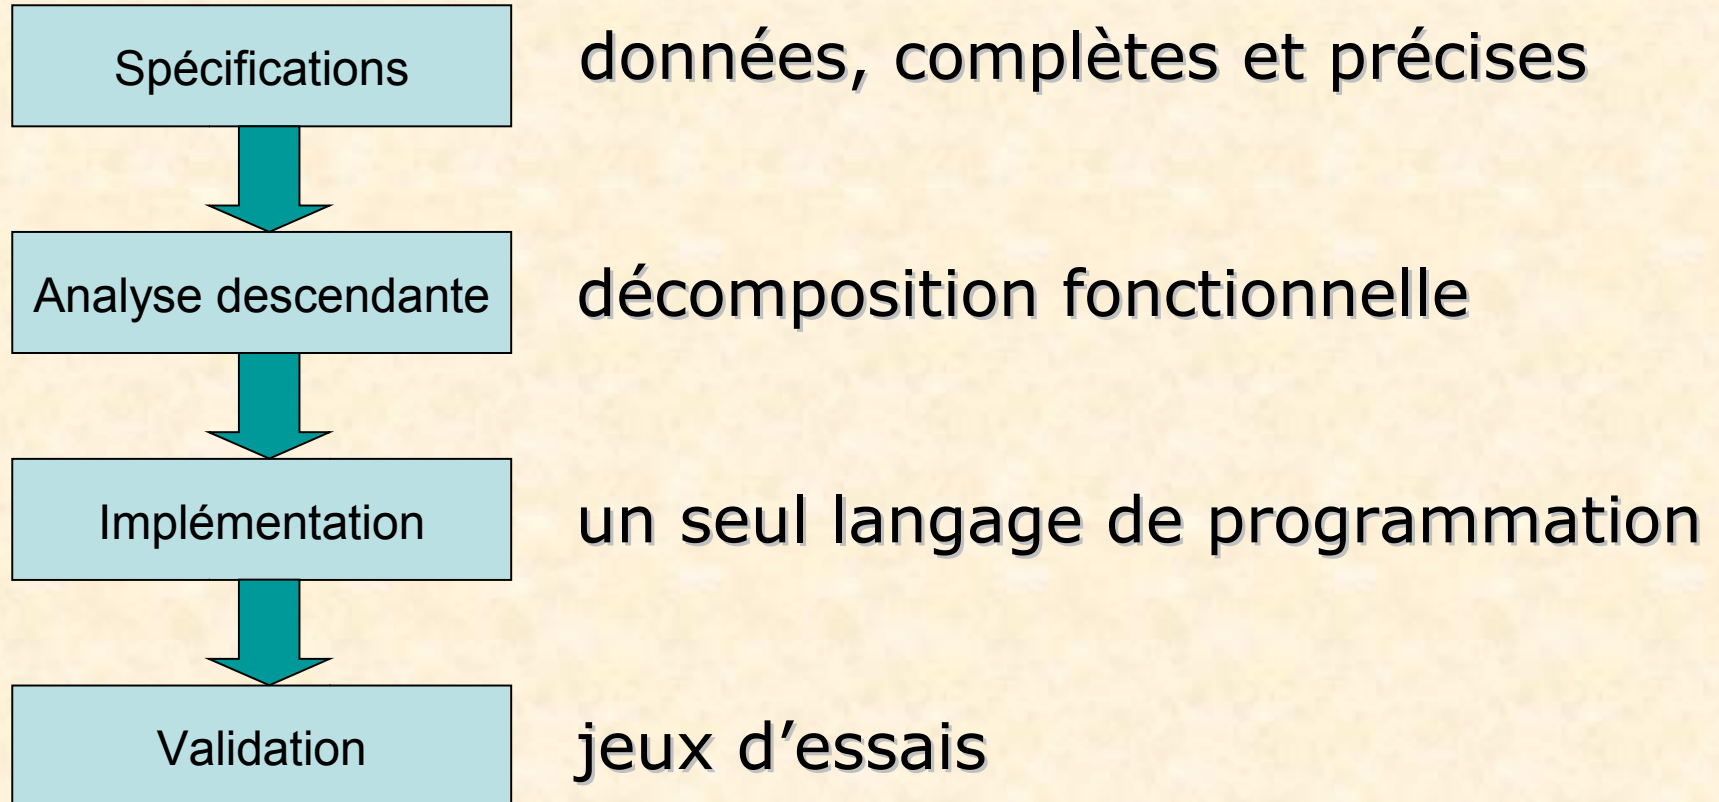 Spécifications
données, complètes et précises
Analyse descendante
décomposition fonctionnelle
Implémentation
un seul langage de programmation
Validation
jeux d’essais